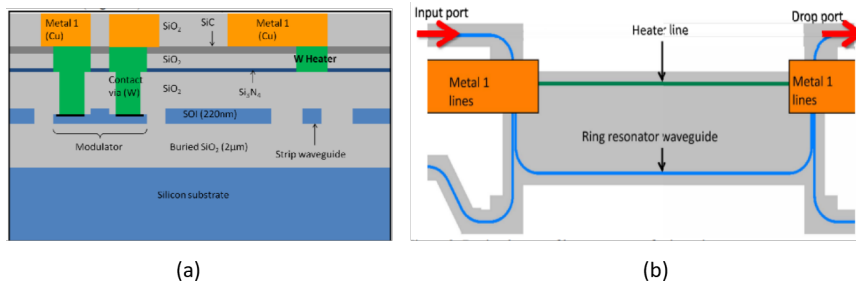 Metal 1
(Cu)
SiO₂
SiC
Metal 1
(Cu)
SiO₂
W Heater
Contact
via (W)
SiO₂
Si₃N₄
SOI (220nm)
Modulator
Buried SiO₂ (2µm)
Strip waveguide
Silicon substrate
(a)
Input port
Drop port
Heater line
Metal 1
lines
Metal 1
lines
Ring resonator waveguide
(b)